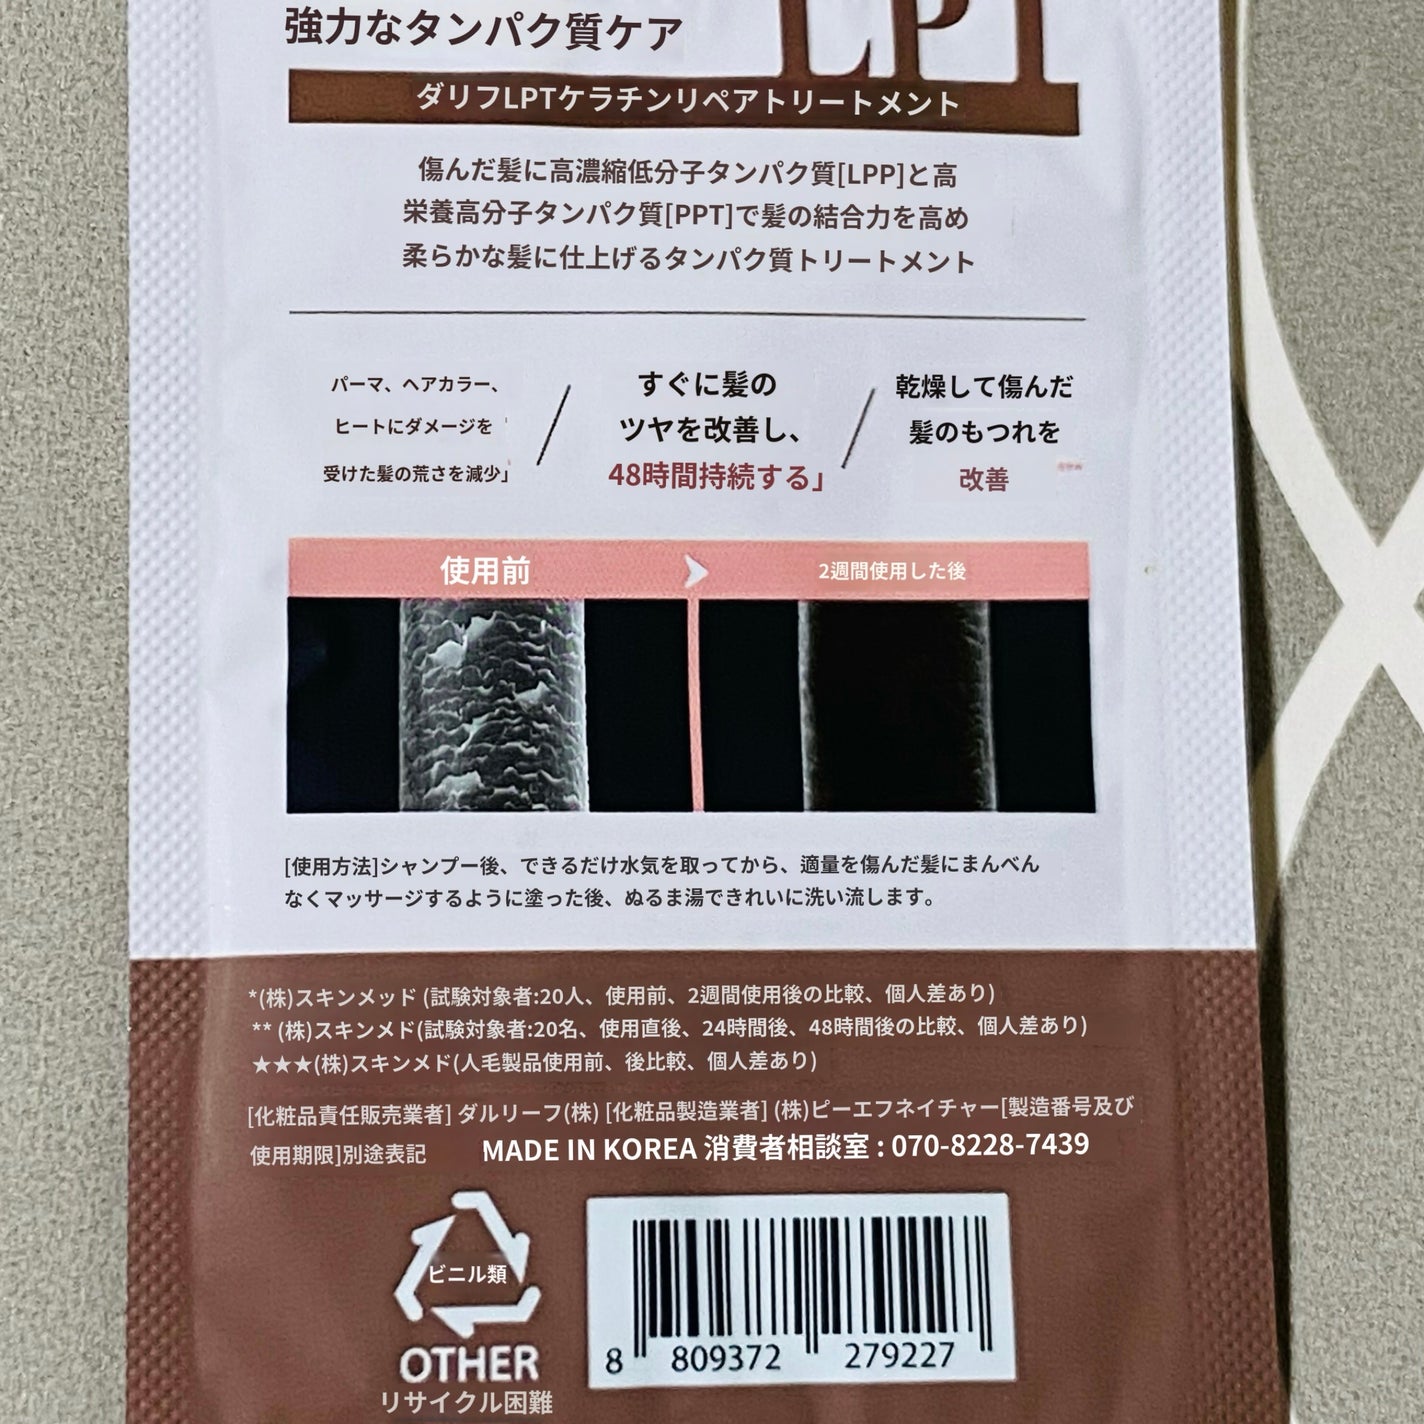 強力なタンパク質ケア
LPT
ダリフLPTケラチンリペアトリートメント
傷んだ髪に高濃縮低分子タンパク質[LPP]と高
栄養高分子タンパク質[PPT]で髪の結合力を高め
柔らかな髪に仕上げるタンパク質トリートメント
パーマ、ヘアカラー、
ヒートにダメージを
受けた髪の荒さを減少」
すぐに髪の
ツヤを改善し、
48時間持続する」
乾燥して傷んだ
髪のもつれを
改善
使用前
2週間使用した後
[使用方法]シャンプー後、できるだけ水気を取ってから、適量を傷んだ髪にまんべん
なくマッサージするように塗った後、ぬるま湯できれいに洗い流します。
*(株)スキンメッド (試験対象者:20人、使用前、2週間使用後の比較、個人差あり)
** (株)スキンメド(試験対象者:20名、使用直後、24時間後、48時間後の比較、個人差あり)
★★★(株)スキンメド(人毛製品使用前、後比較、個人差あり)
[化粧品責任販売業者] ダルリーフ(株) [化粧品製造業者] (株)ピーエフネイチャー[製造番号及び
使用期限]別途表記 MADE IN KOREA 消費者相談室 : 070-8228-7439
ビニル類
OTHER
リサイクル困難
8 809372 279227